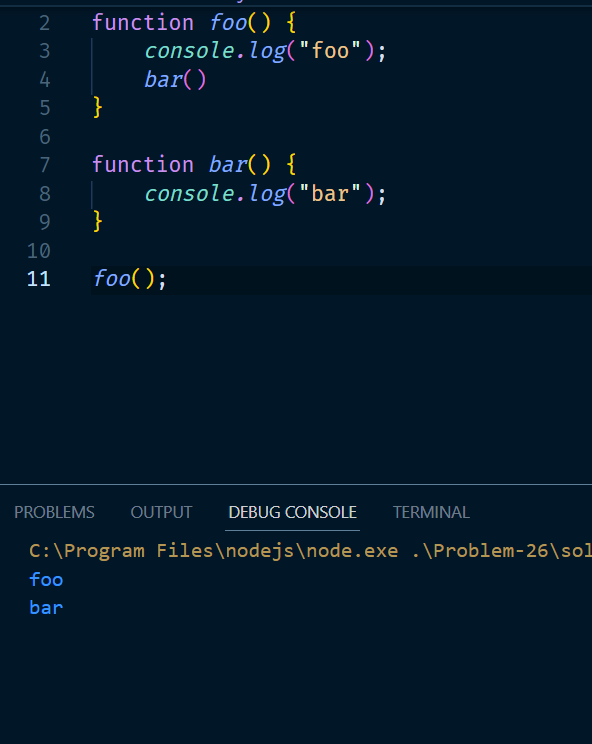 2 function foo() {
3 console.log("foo");
4 bar()
5 }
6
7 function bar() {
8 console.log("bar");
9 }
10
11 foo();
PROBLEMS OUTPUT DEBUG CONSOLE TERMINAL
C:\Program Files\nodejs\node.exe .\Problem-26\sol
foo
bar